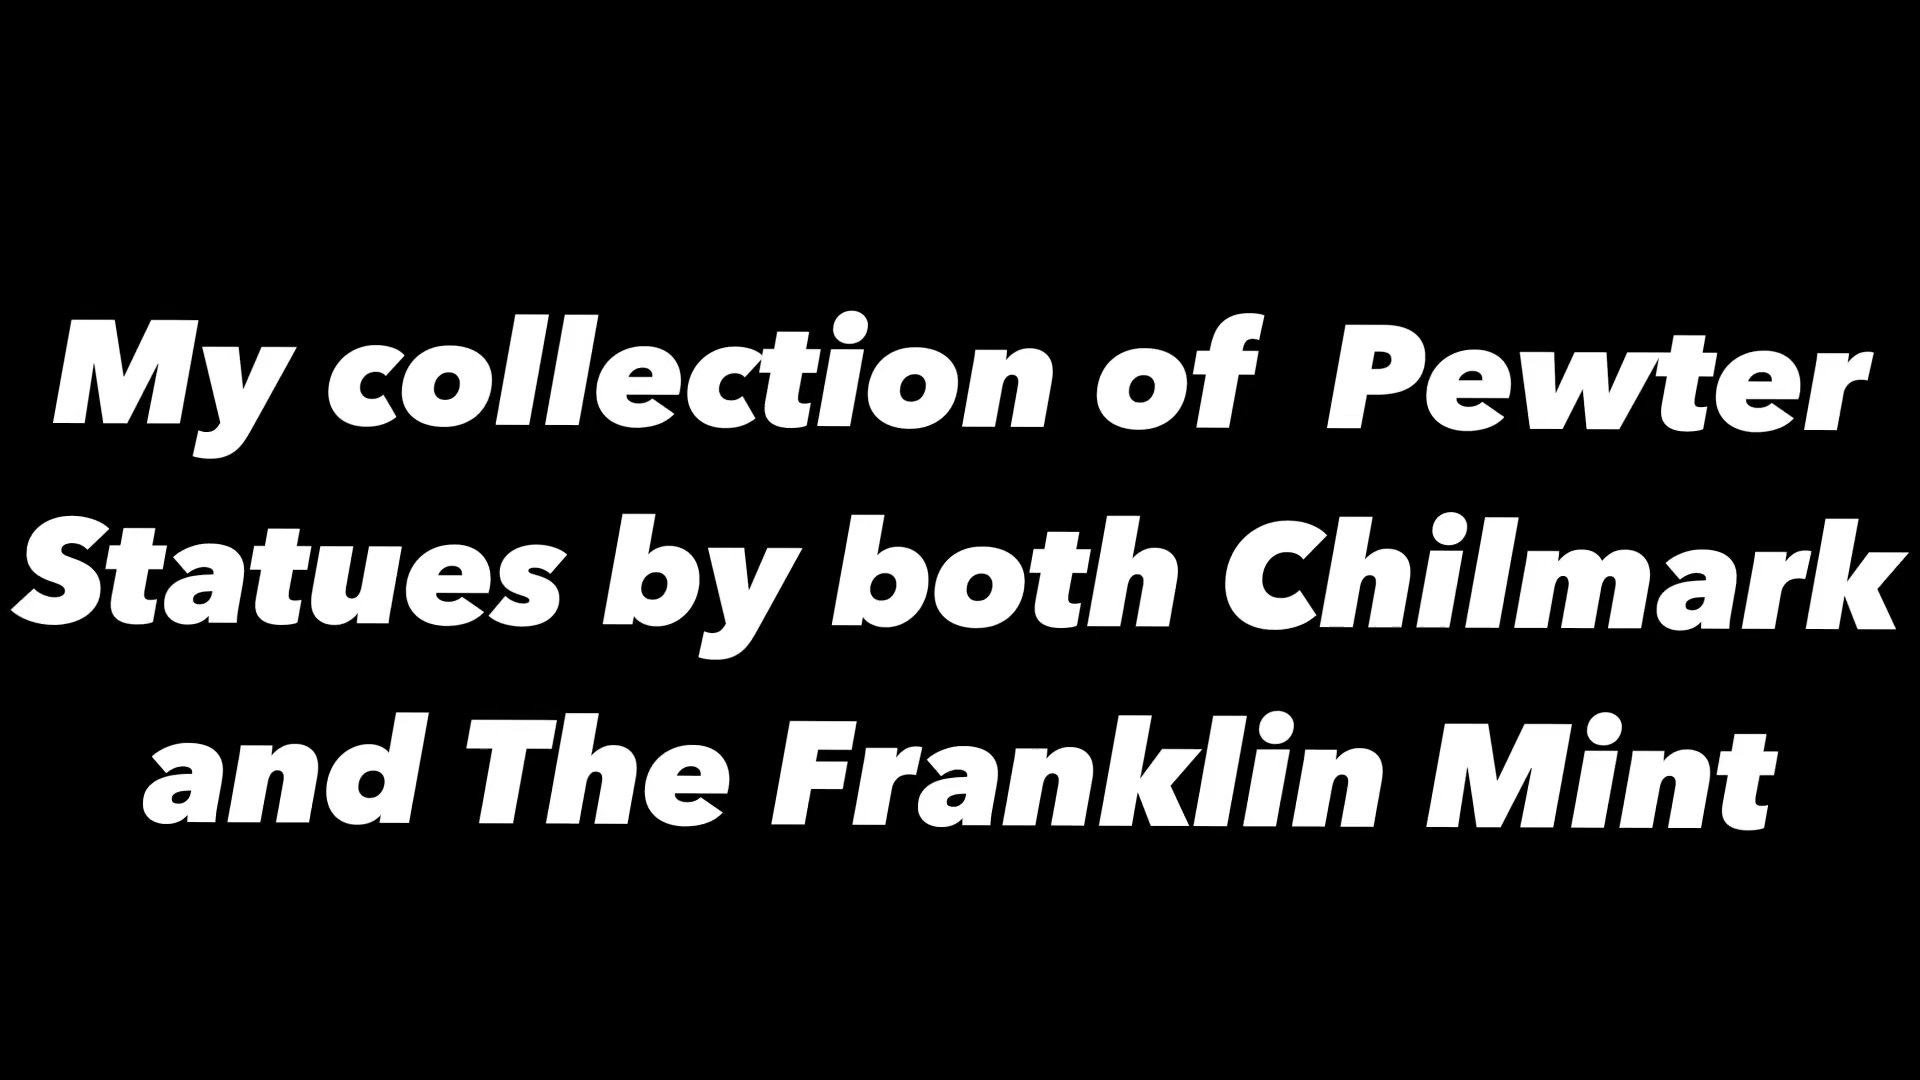 My collection of  Pewter
Statues by both Chilmark
and The Franklin Mint